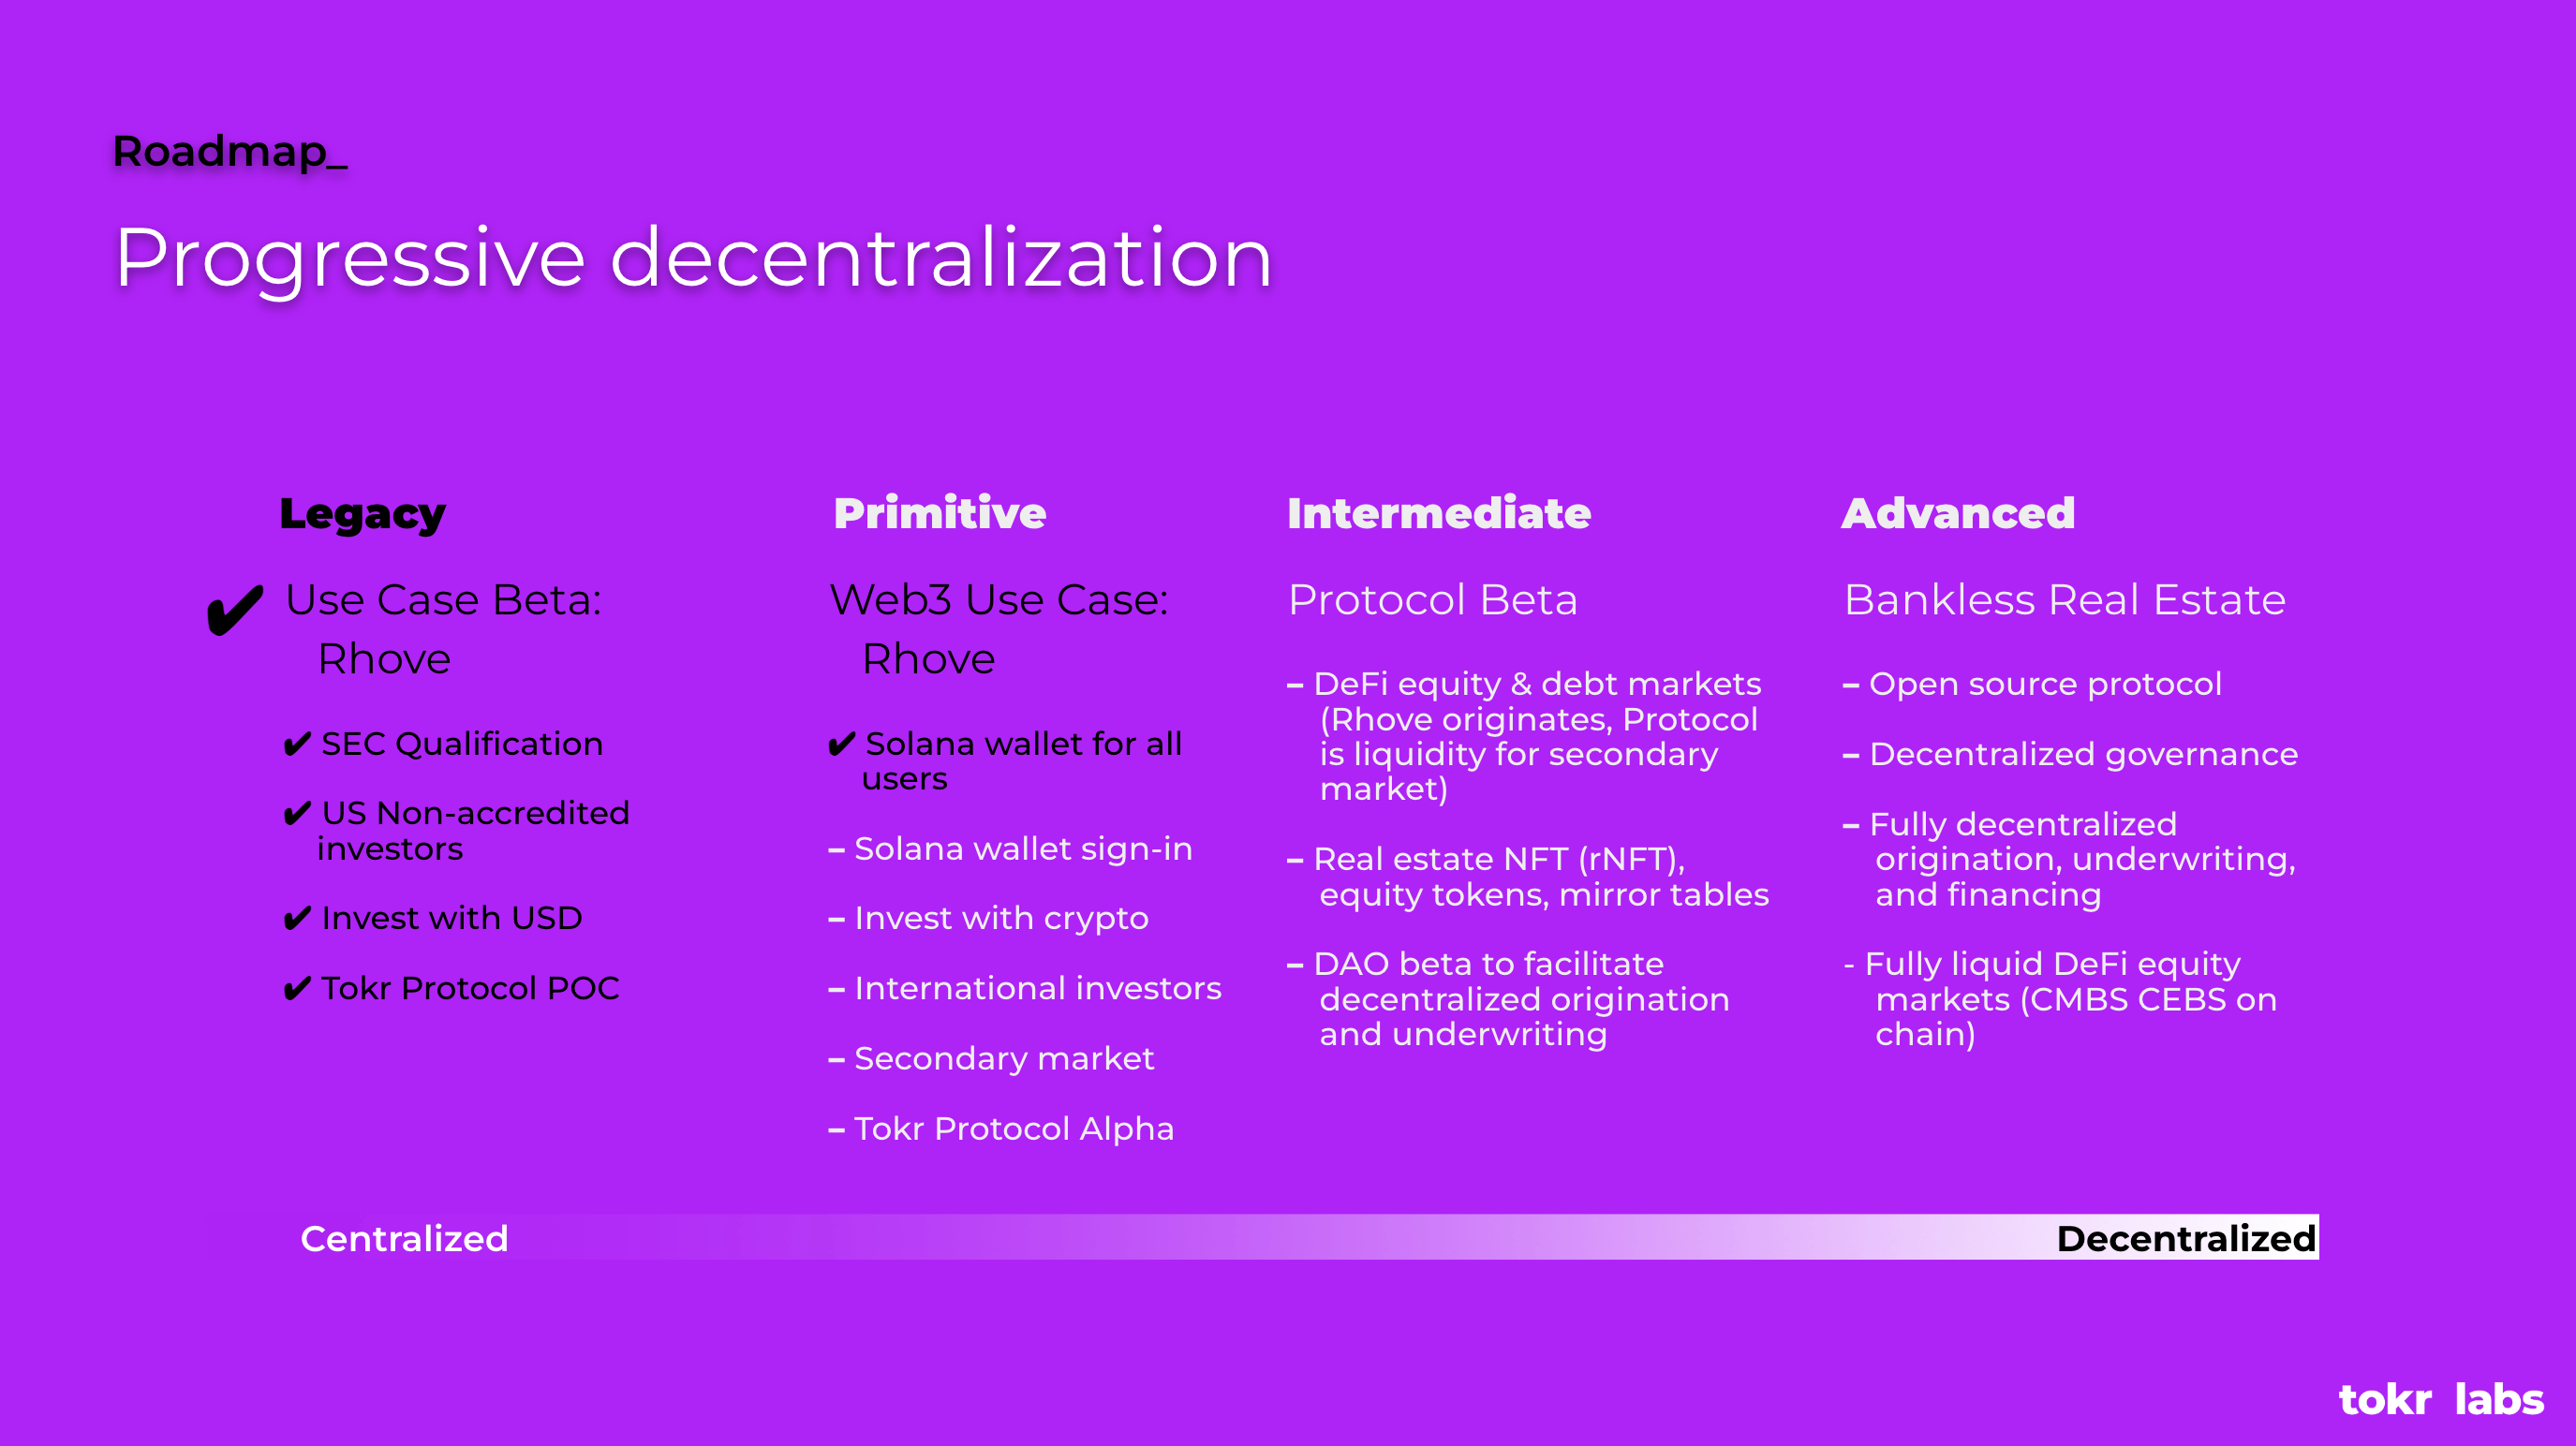 Roadmap_
Progressive decentralization
Legacy
✔ Use Case Beta:
Rhove
✔ SEC Qualification
✔ US Non-accredited
investors
✔ Invest with USD
✔ Tokr Protocol POC
Primitive
Web3 Use Case:
Rhove
✔ Solana wallet for all
users
– Solana wallet sign-in
– Invest with crypto
– International investors
– Secondary market
– Tokr Protocol Alpha
Intermediate
Protocol Beta
– DeFi equity & debt markets
(Rhove originates, Protocol
is liquidity for secondary
market)
– Real estate NFT (rNFT),
equity tokens, mirror tables
– DAO beta to facilitate
decentralized origination
and underwriting
Advanced
Bankless Real Estate
– Open source protocol
– Decentralized governance
– Fully decentralized
origination, underwriting,
and financing
- Fully liquid DeFi equity
markets (CMBS CEBS on
chain)
Centralized
Decentralized
tokr labs